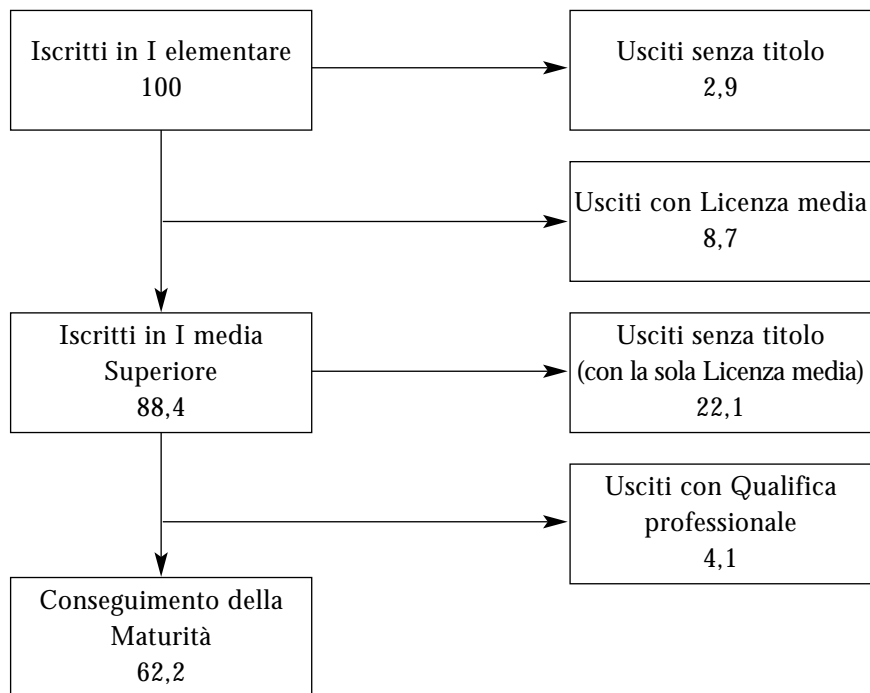 Iscritti in I elementare
100
Usciti senza titolo
2,9
Usciti con Licenza media
8,7
Iscritti in I media
Superiore
88,4
Usciti senza titolo
(con la sola Licenza media)
22,1
Usciti con Qualifica
professionale
4,1
Conseguimento della
Maturità
62,2